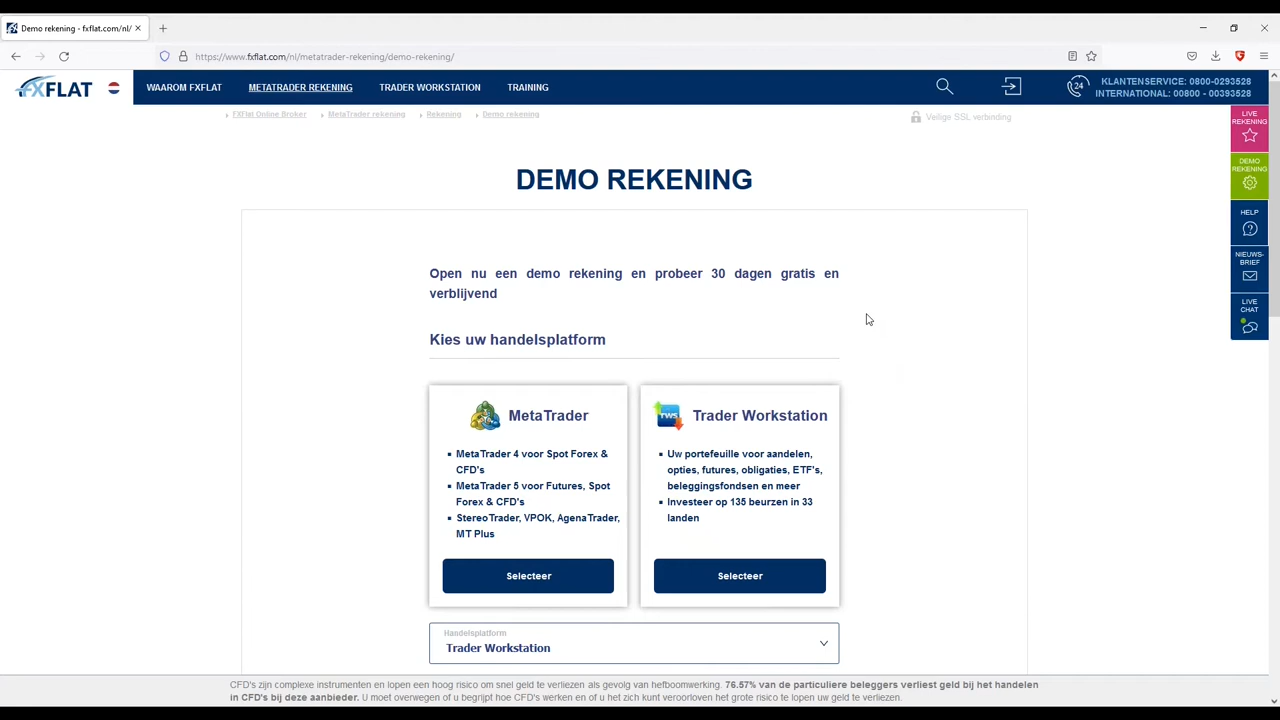 Demo rekening - fxflat.com/nl/
https://www.fxflat.com/nl/metatrader-rekening/demo-rekening/
FXFLAT
WAAROM FXFLAT
METATRADER REKENING
TRADER WORKSTATION
TRAINING
24
KLANTENSERVICE: 0800-0293528
INTERNATIONAL: 00800 - 00393528
FXFlat Online Broker
MetaTrader rekening
Rekening
Demo rekening
Veilige SSL verbinding
LIVE
REKENING
DEMO
REKENING
HELP
NIEUWS-
BRIEF
LIVE
CHAT
DEMO REKENING
Open nu een demo rekening en probeer 30 dagen gratis en
verblijvend
Kies uw handelsplatform
MetaTrader
MetaTrader 4 voor Spot Forex &
CFD's
MetaTrader 5 voor Futures, Spot
Forex & CFD's
StereoTrader, VPOK, AgenaTrader,
MT Plus
Selecteer
TWS
Trader Workstation
Uw portefeuille voor aandelen,
opties, futures, obligaties, ETF's,
beleggingsfondsen en meer
Investeer op 135 beurzen in 33
landen
Selecteer
Handelsplatform
Trader Workstation
CFD's zijn complexe instrumenten en lopen een hoog risico om snel geld te verliezen als gevolg van hefboomwerking. 76.57% van de particuliere beleggers verliest geld bij het handelen
in CFD's bij deze aanbieder. U moet overwegen of u begrijpt hoe CFD's werken en of u het zich kunt veroorloven het grote risico te lopen uw geld te verliezen.